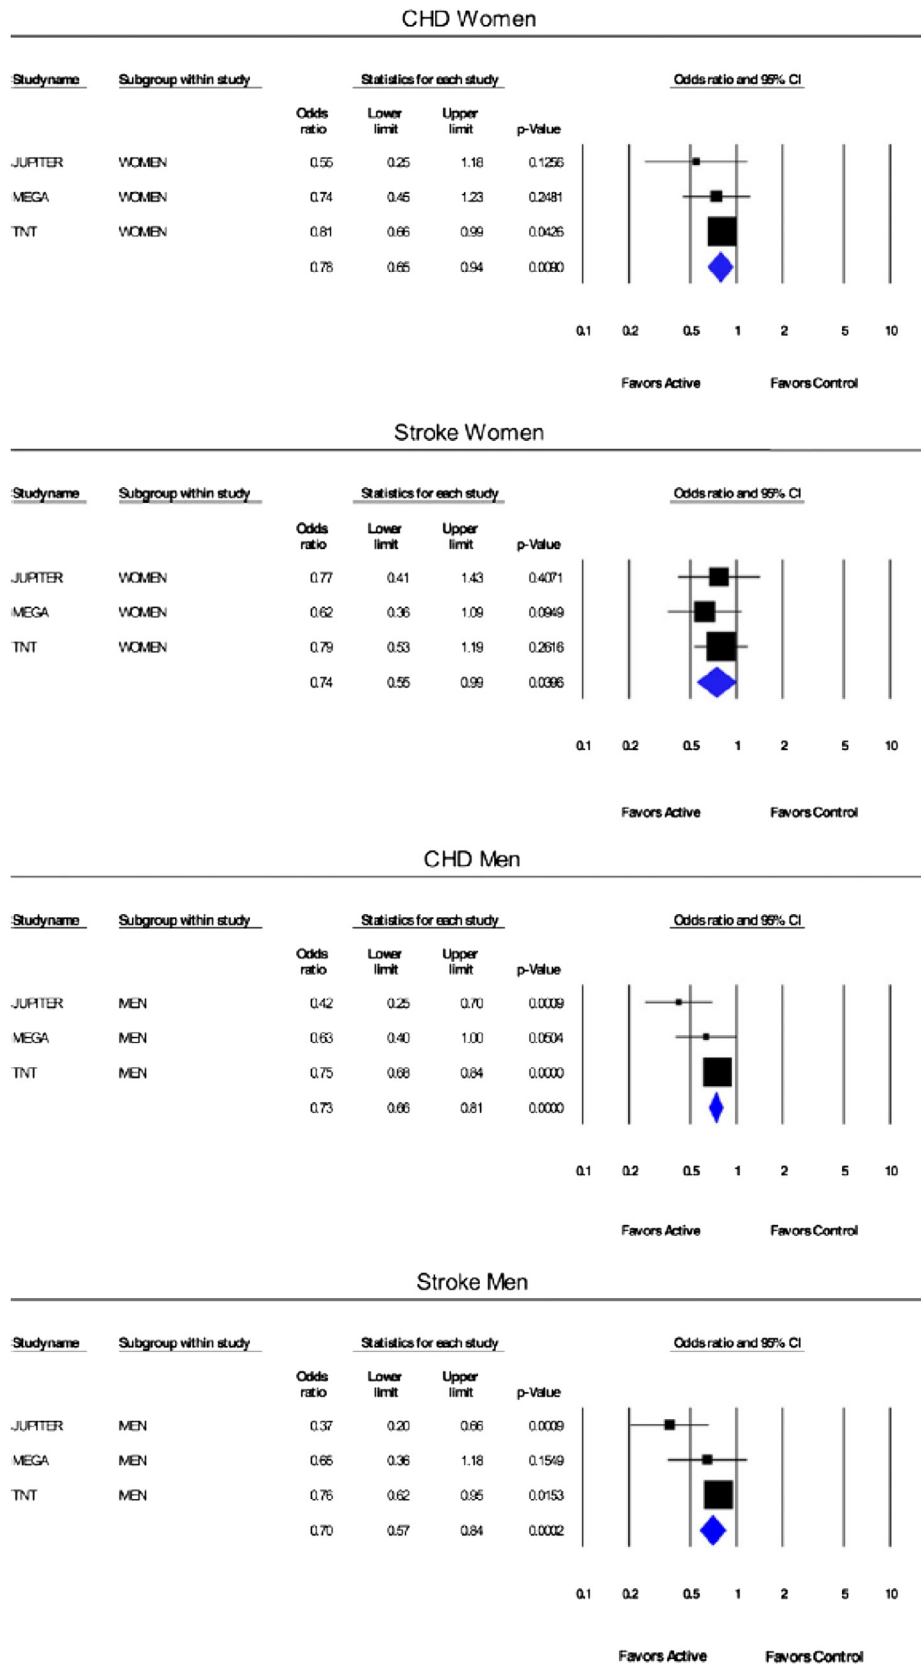 CHD Women
Studyname Subgroup within study Statistics for each study Odds ratio and 95% CI
Odds ratio Lower limit Upper limit p-Value
JUPITER WOMEN 0.55 0.25 1.18 0.1256
MEGA WOMEN 0.74 0.45 1.23 0.2481
TNT WOMEN 0.81 0.66 0.99 0.0426
0.78 0.65 0.94 0.0090
0.1 0.2 0.5 1 2 5 10
Favors Active Favors Control
Stroke Women
Studyname Subgroup within study Statistics for each study Odds ratio and 95% CI
Odds ratio Lower limit Upper limit p-Value
JUPITER WOMEN 0.77 0.41 1.43 0.4071
MEGA WOMEN 0.62 0.36 1.09 0.0949
TNT WOMEN 0.79 0.53 1.19 0.2616
0.74 0.55 0.99 0.0396
0.1 0.2 0.5 1 2 5 10
Favors Active Favors Control
CHD Men
Studyname Subgroup within study Statistics for each study Odds ratio and 95% CI
Odds ratio Lower limit Upper limit p-Value
JUPITER MEN 0.42 0.25 0.70 0.0009
MEGA MEN 0.63 0.40 1.00 0.0504
TNT MEN 0.75 0.68 0.84 0.0000
0.73 0.66 0.81 0.0000
0.1 0.2 0.5 1 2 5 10
Favors Active Favors Control
Stroke Men
Studyname Subgroup within study Statistics for each study Odds ratio and 95% CI
Odds ratio Lower limit Upper limit p-Value
JUPITER MEN 0.37 0.20 0.66 0.0009
MEGA MEN 0.65 0.36 1.18 0.1549
TNT MEN 0.76 0.62 0.95 0.0153
0.70 0.57 0.84 0.0002
0.1 0.2 0.5 1 2 5 10
Favors Active Favors Control